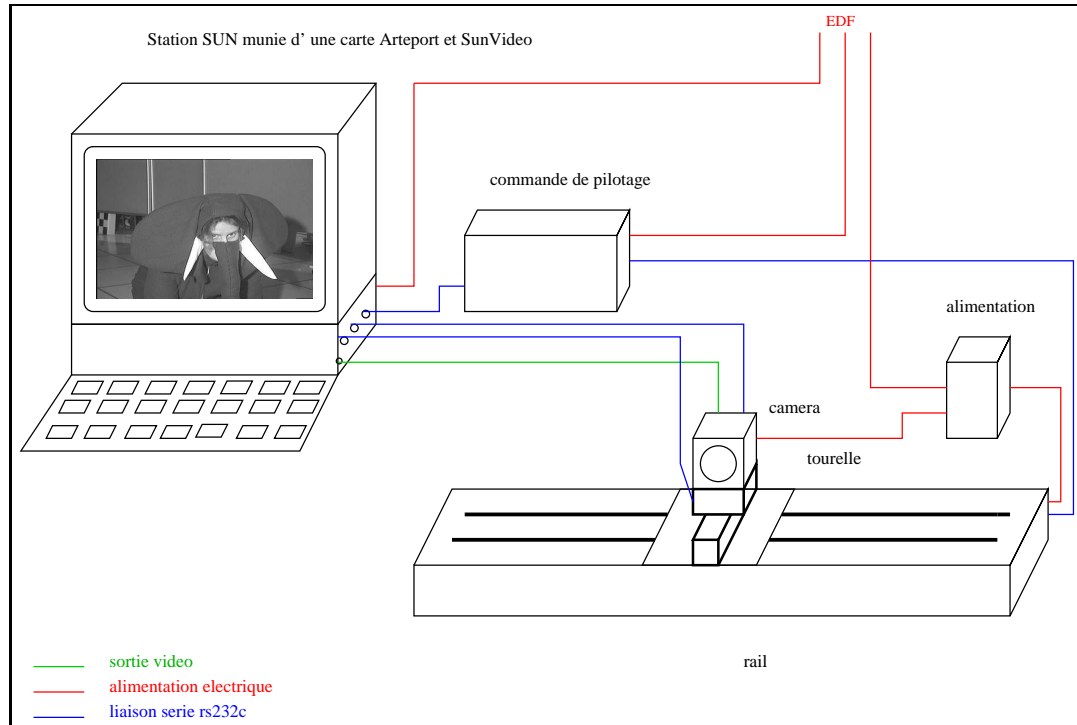 EDF
Station SUN munie d' une carte Arteport et SunVideo
commande de pilotage
alimentation
camera
tourelle
rail
sortie video
alimentation electrique
liaison serie rs232c